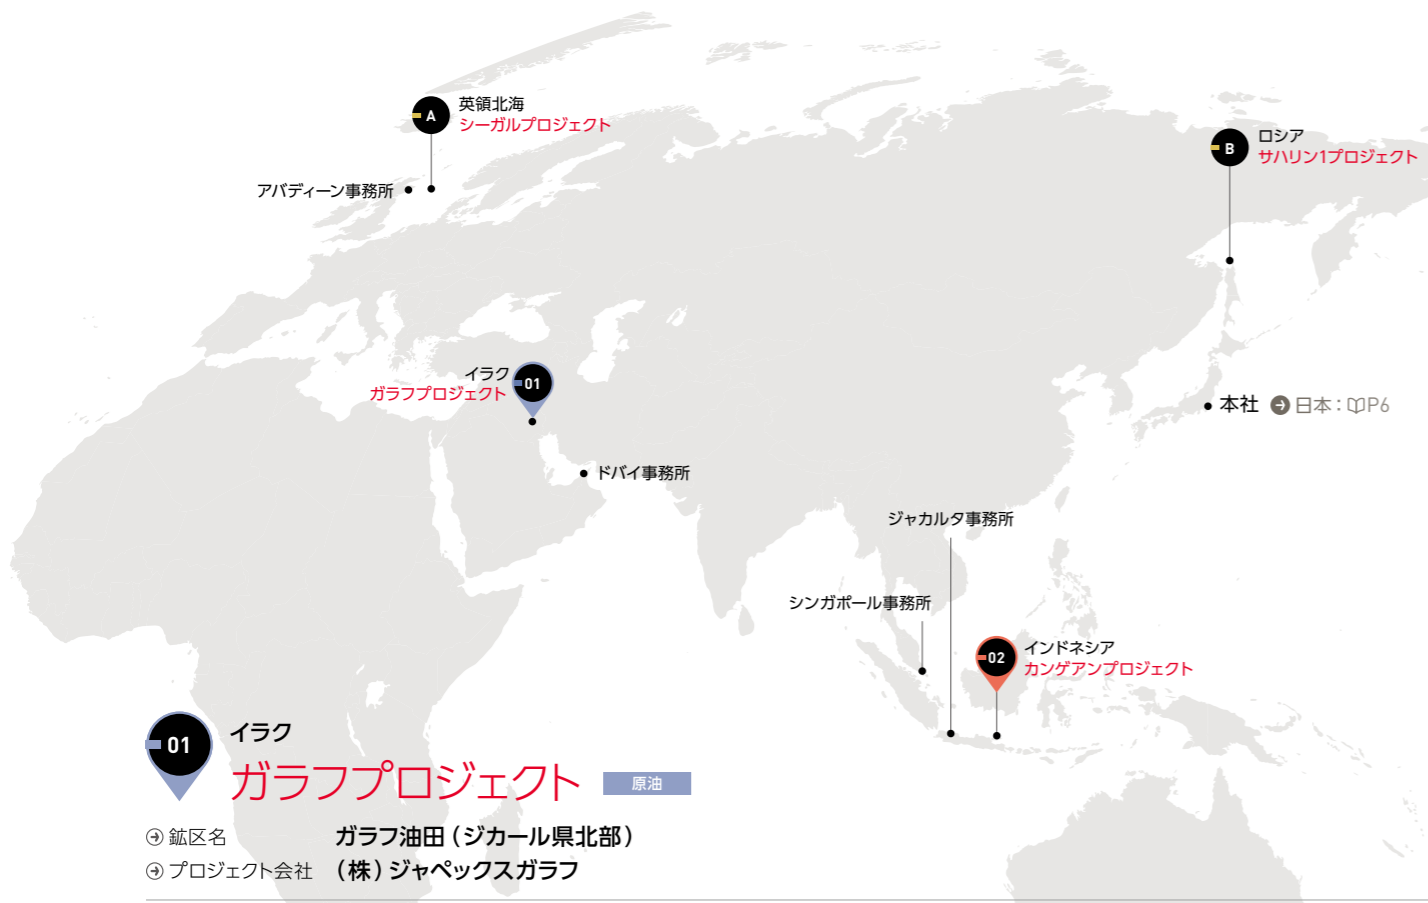 A
英領北海
シーガルプロジェクト
アバディーン事務所
B
ロシア
サハリン1プロジェクト
イラク
ガラフプロジェクト
01
ドバイ事務所
本社 日本：P6
ジャカルタ事務所
シンガポール事務所
02
インドネシア
カンゲアンプロジェクト
01
イラク
ガラフプロジェクト 原油
鉱区名 ガラフ油田（ジカール県北部）
プロジェクト会社 （株）ジャペックスガラフ